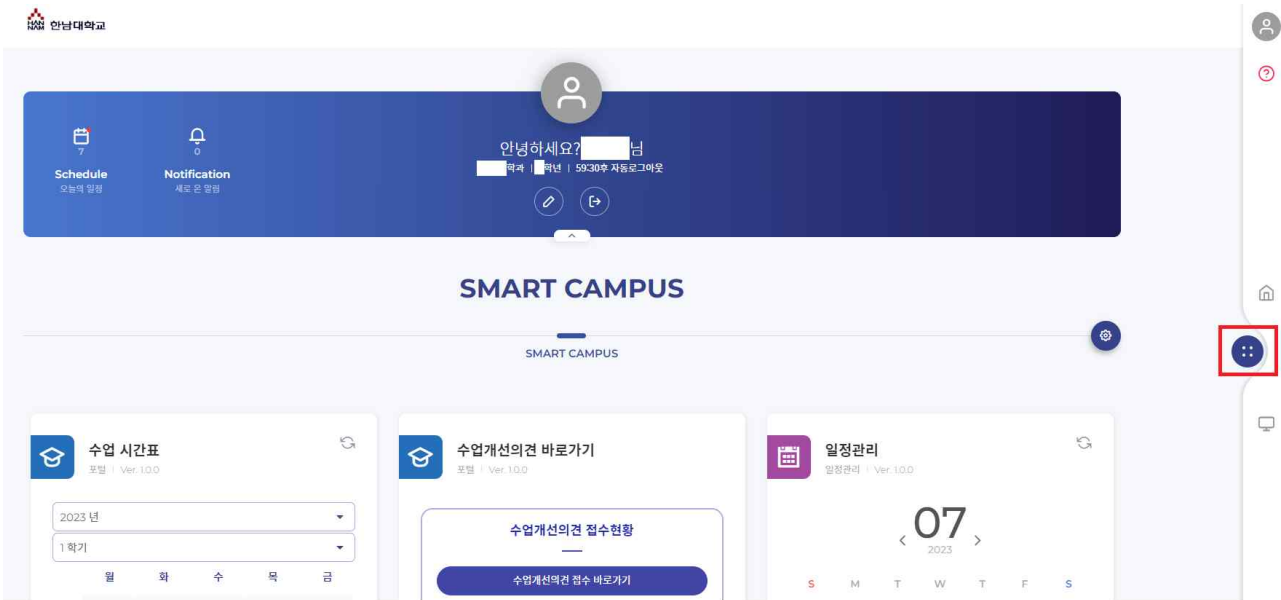 HAN NAM 한남대학교
7
Schedule
오늘의 일정
0
Notification
새로 온 알림
안녕하세요? 님
학과 | 학년 | 59:30후 자동로그아웃
SMART CAMPUS
SMART CAMPUS
수업 시간표
포털 | Ver. 1.0.0
2023 년
1 학기
월 화 수 목 금
수업개선의견 바로가기
포털 | Ver. 1.0.0
수업개선의견 접수현황
수업개선의견 접수 바로가기
일정관리
일정관리 | Ver. 1.0.0
< 07 >
2023
S M T W T F S